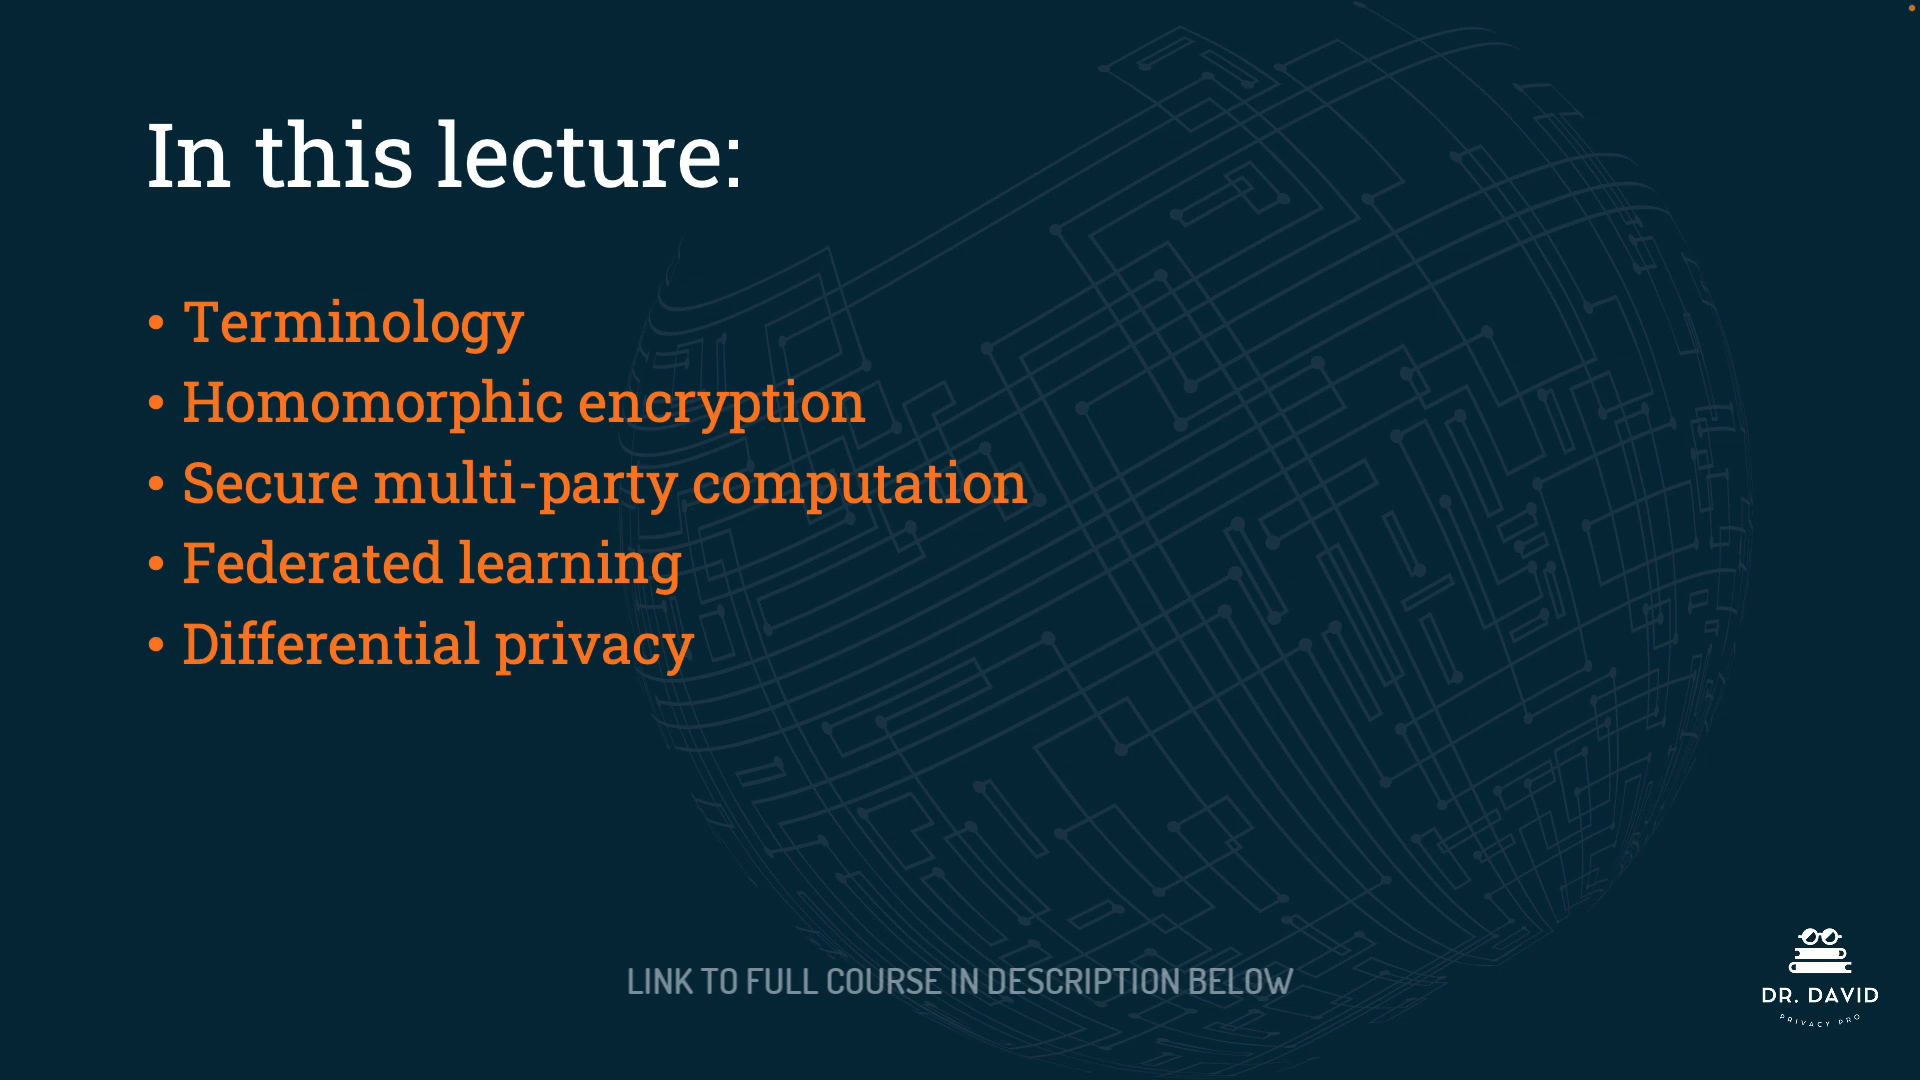 In this lecture:
• Terminology
• Homomorphic encryption
• Secure multi-party computation
• Federated learning
• Differential privacy
LINK TO FULL COURSE IN DESCRIPTION BELOW
DR. DAVID
PRIVACY PRO